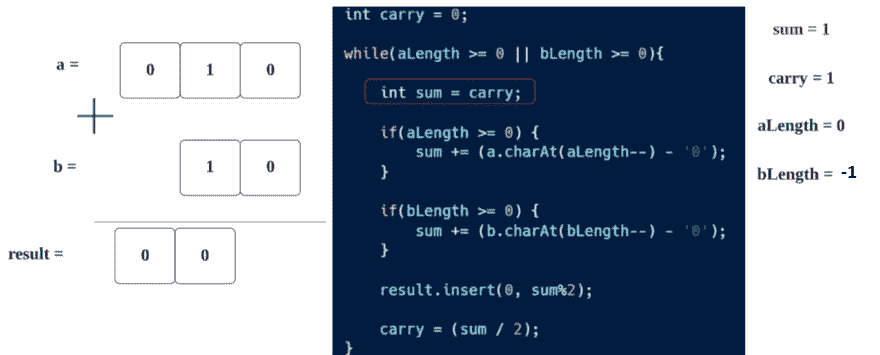 a =
0 1 0
b =
1 0
result =
0 0
int carry = 0;
while(aLength >= 0 || bLength >= 0){
int sum = carry;
if(aLength >= 0) {
sum += (a.charAt(aLength--) - '0');
}
if(bLength >= 0) {
sum += (b.charAt(bLength--) - '0');
}
result.insert(0, sum%2);
carry = (sum / 2);
}
sum = 1
carry = 1
aLength = 0
bLength = -1